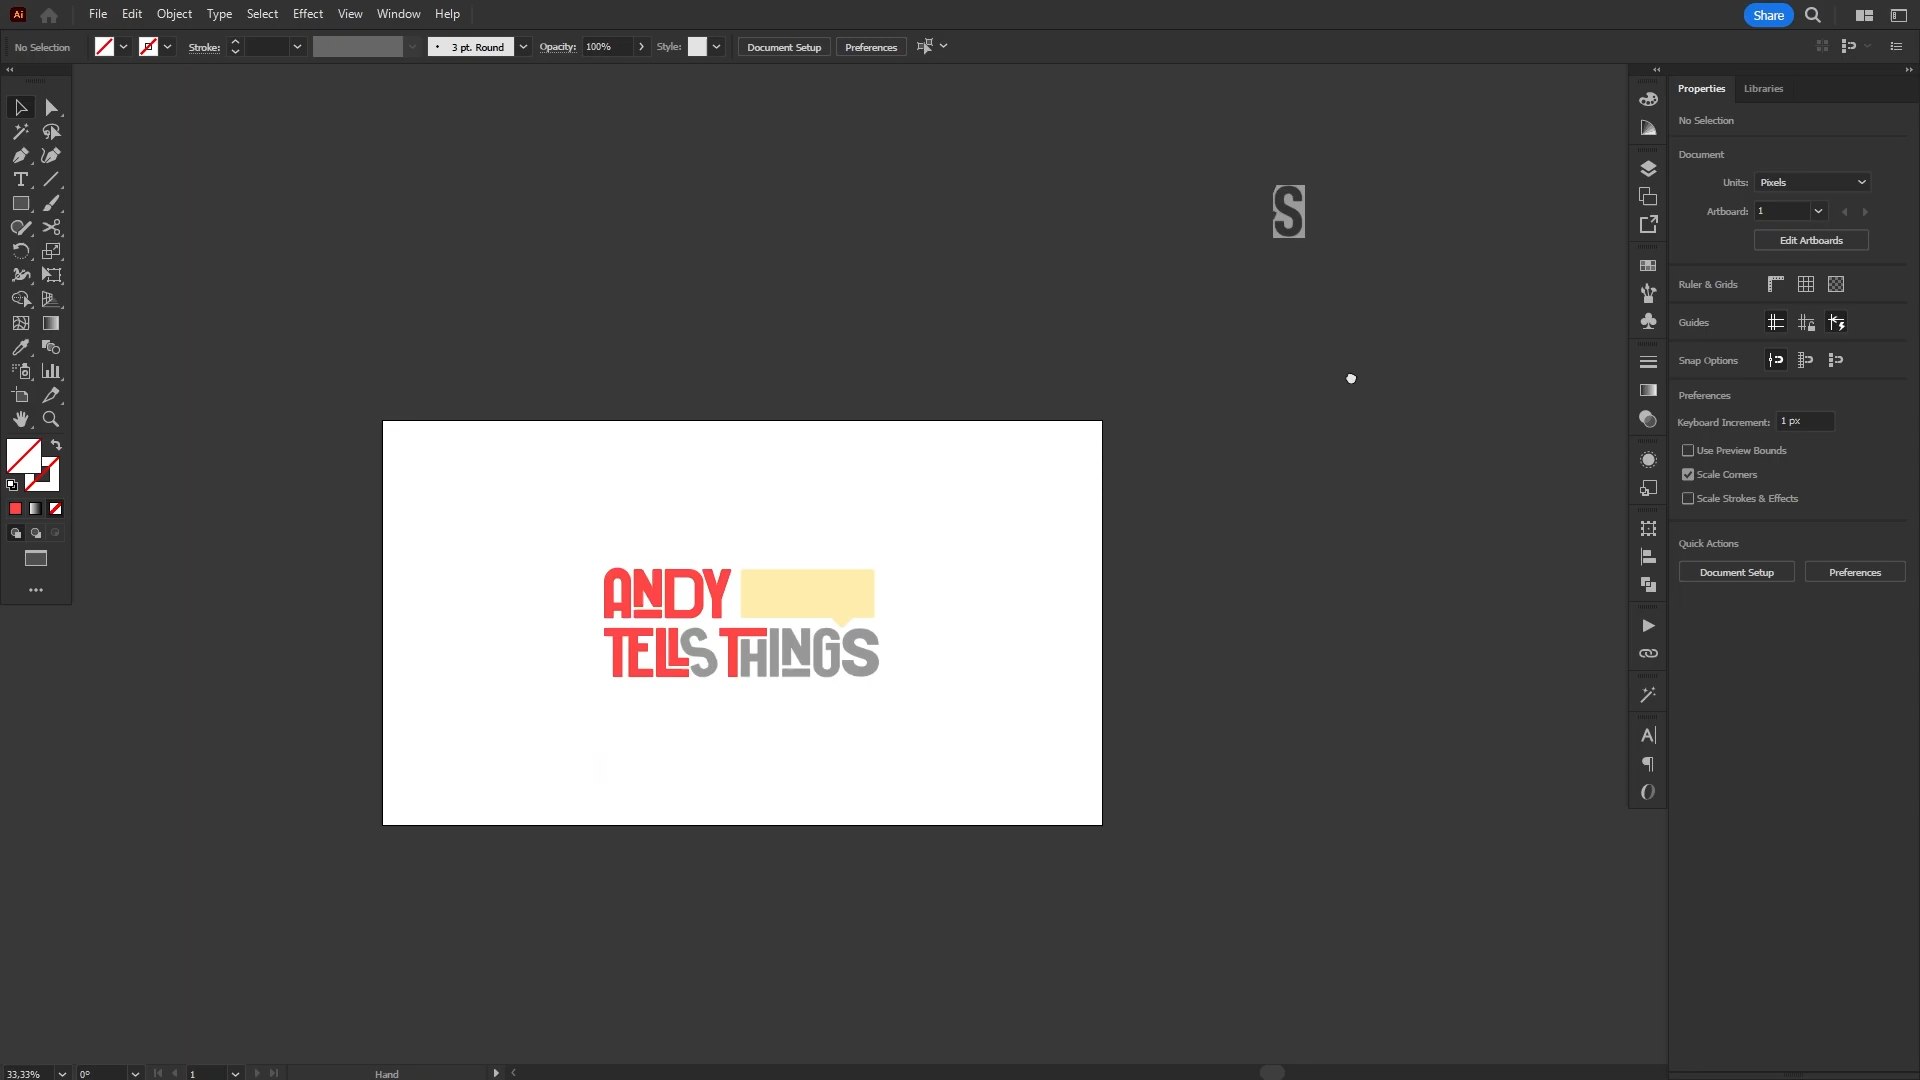 Ai File Edit Object Type Select Effect View Window Help Share
No Selection Stroke: 3 pt. Round Opacity: 100% Style: Document Setup Preferences
Properties Libraries
No Selection
Document
Units: Pixels
Artboard: 1
Edit Artboards
Ruler & Grids
Guides
Snap Options
Preferences
Keyboard Increment: 1 px
Use Preview Bounds
Scale Corners
Scale Strokes & Effects
Quick Actions
Document Setup Preferences
S
ANDY
TELLS THINGS
33,33% 0° 1 Hand